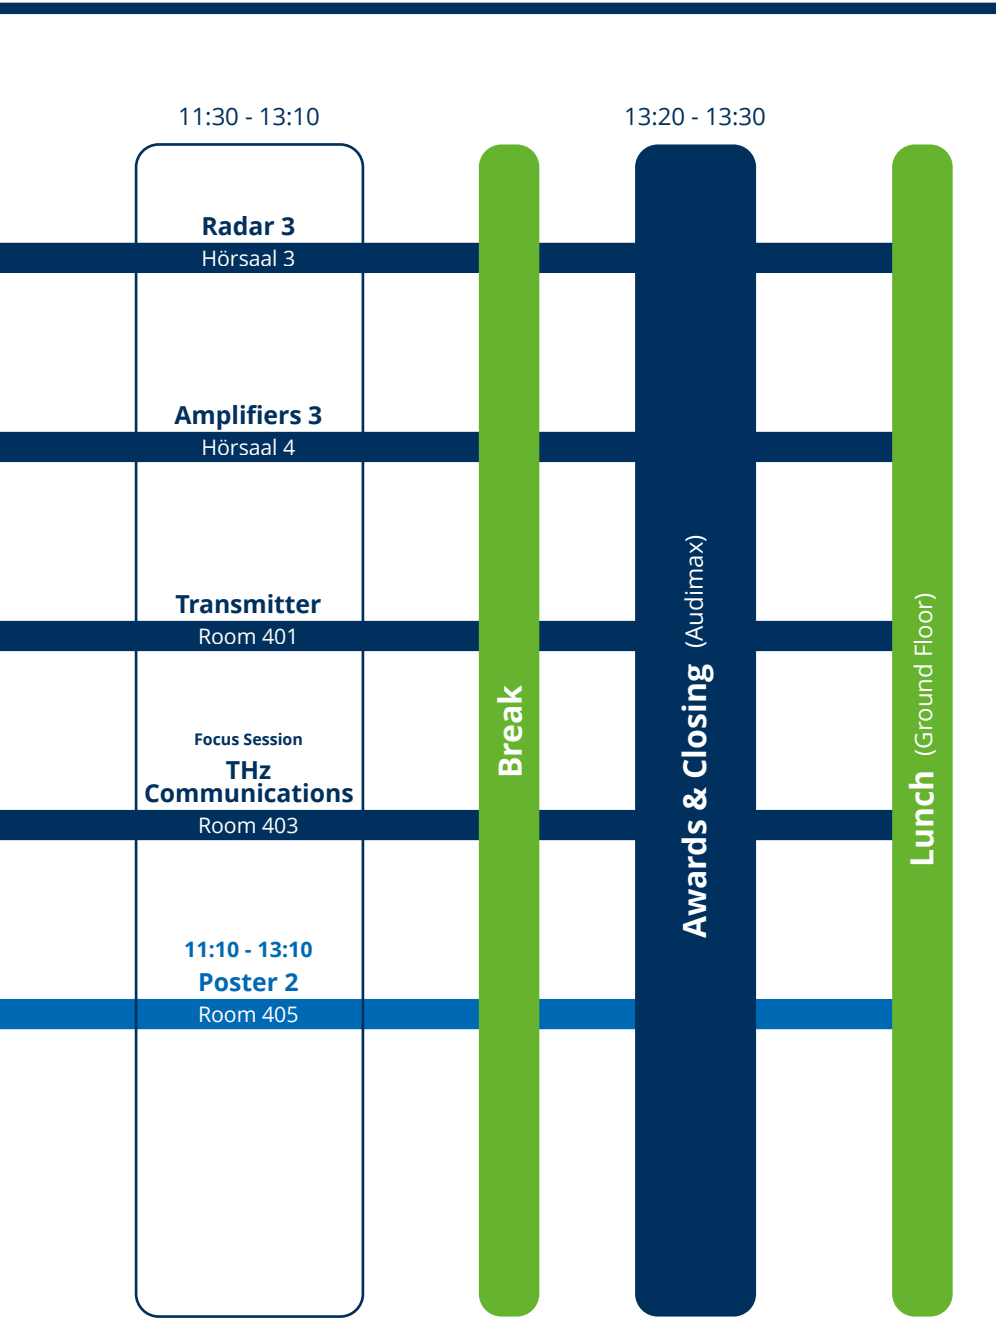 11:30 - 13:10
Radar 3
Hörsaal 3
Amplifiers 3
Hörsaal 4
Transmitter
Room 401
Focus Session
THz
Communications
Room 403
11:10 - 13:10
Poster 2
Room 405
Break
13:20 - 13:30
Awards & Closing (Audimax)
Lunch (Ground Floor)